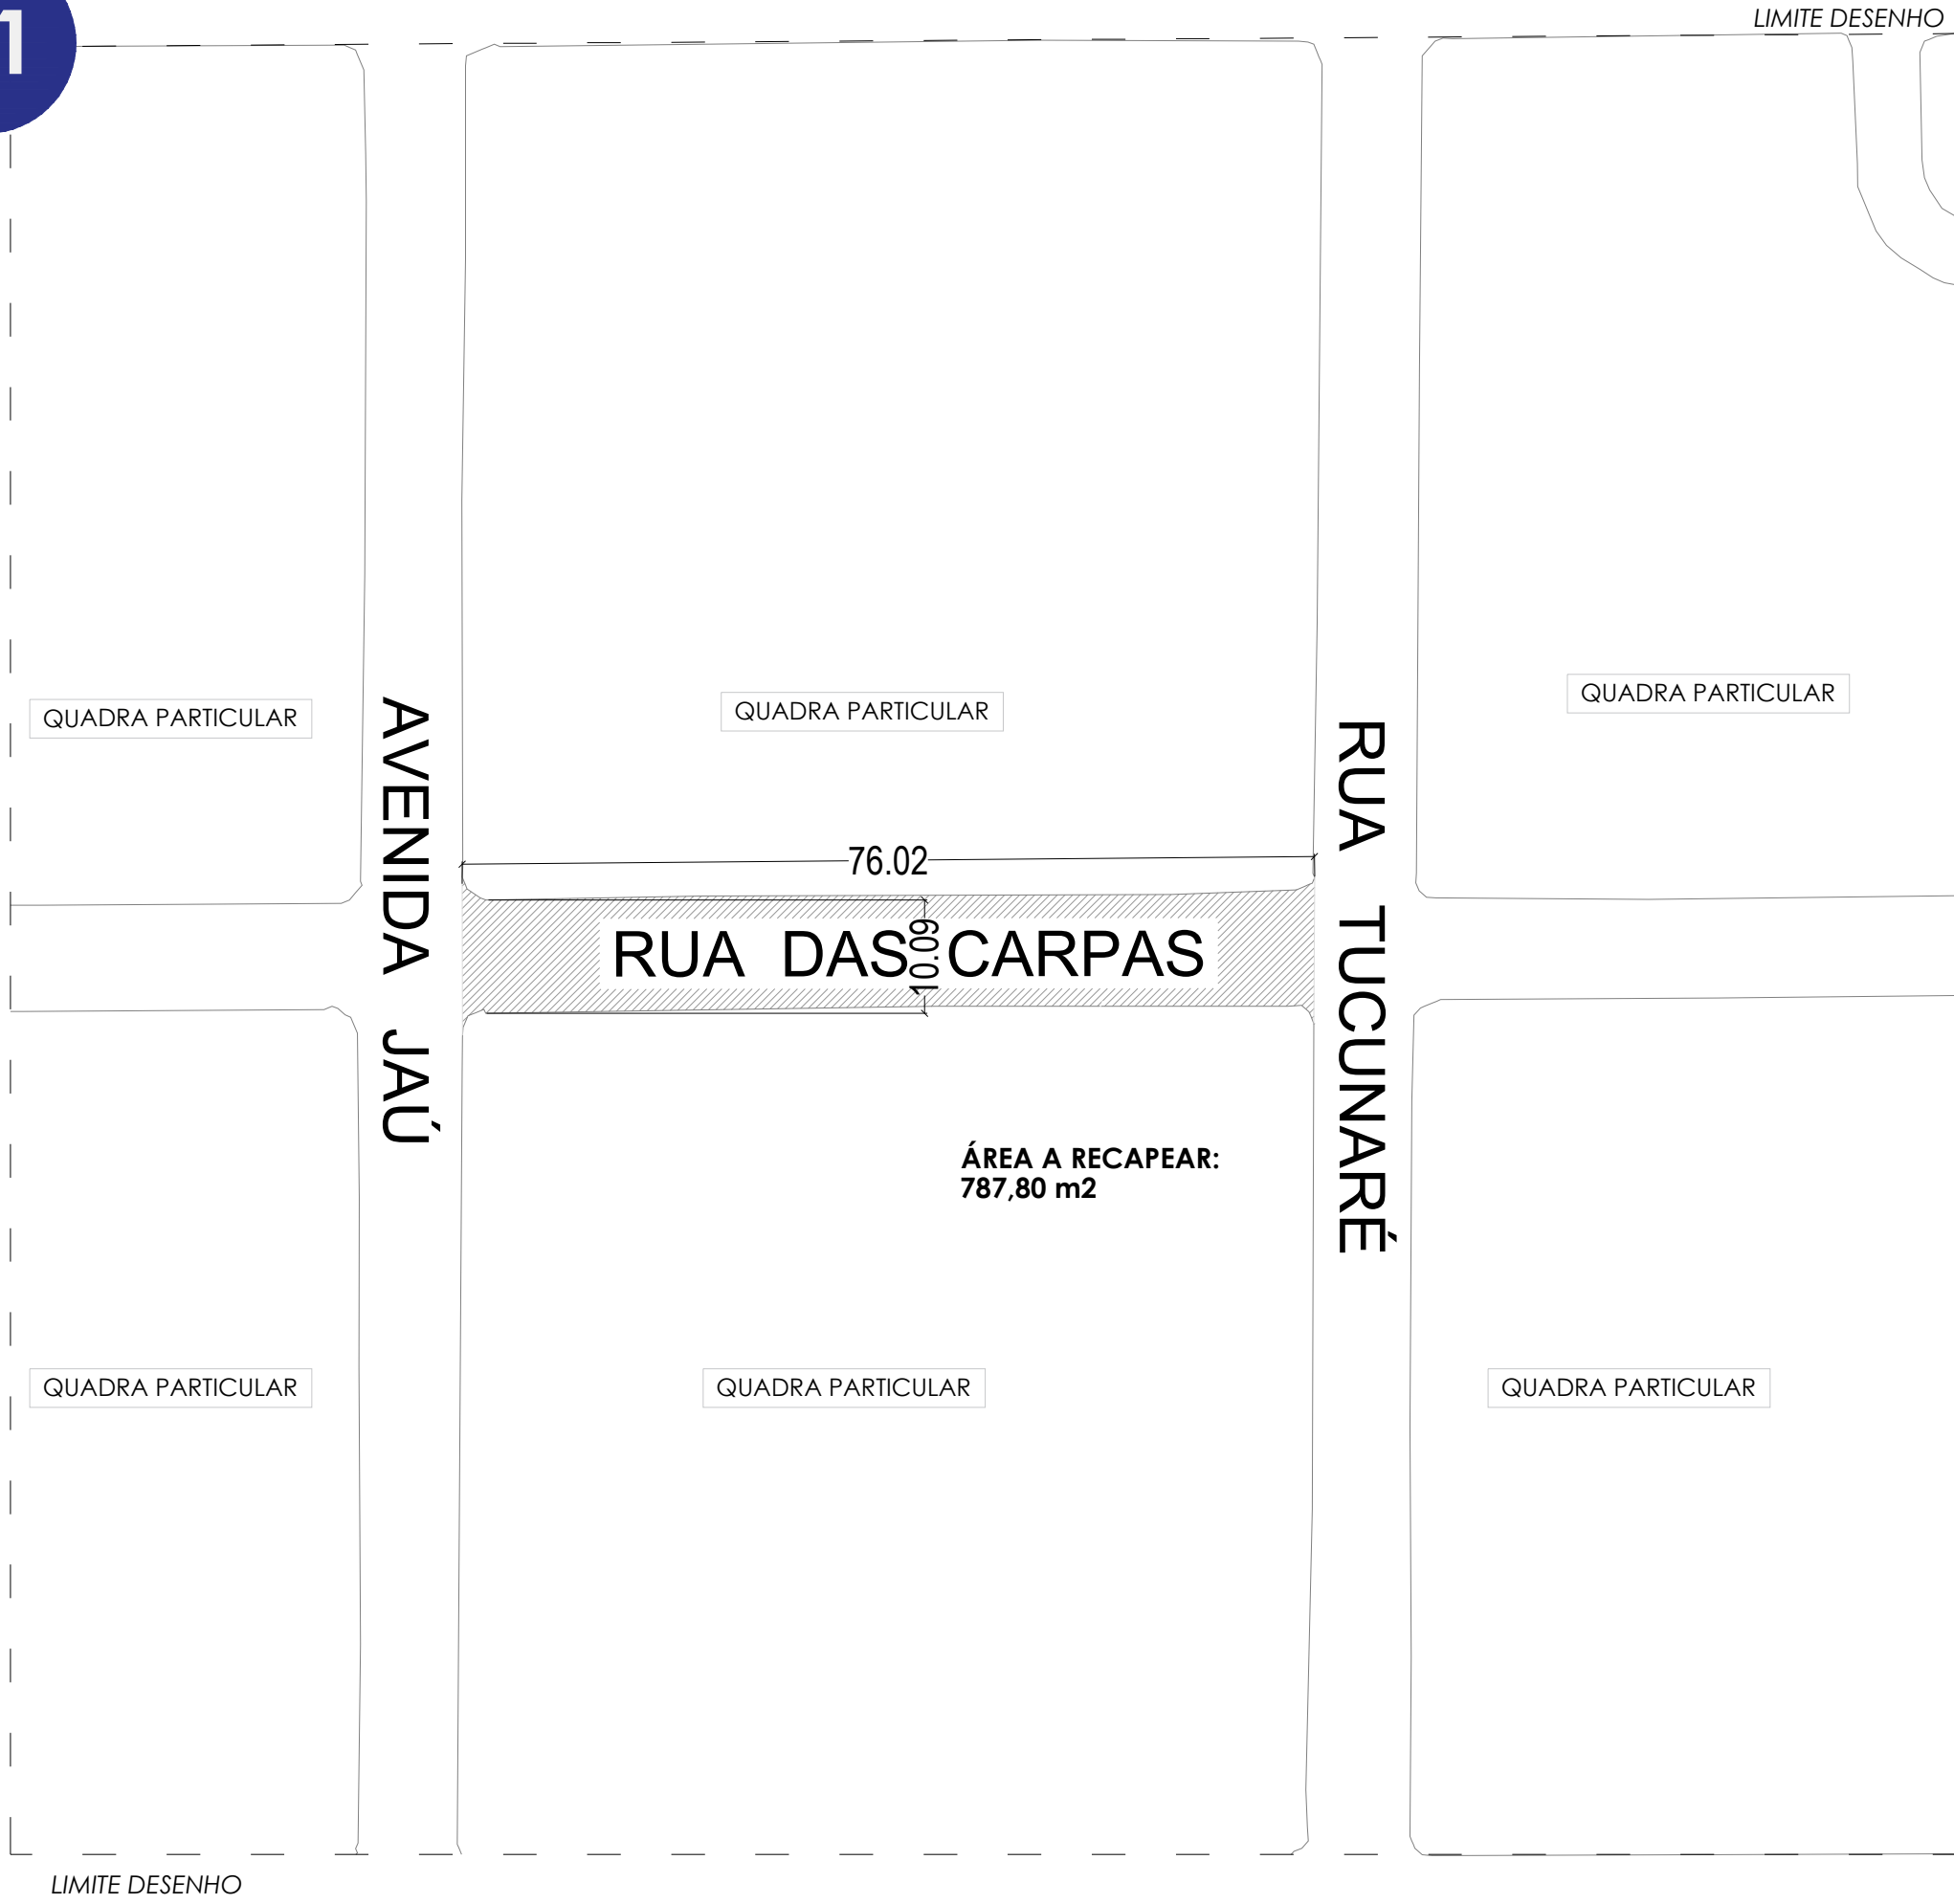 1
LIMITE DESENHO
QUADRA PARTICULAR
QUADRA PARTICULAR
QUADRA PARTICULAR
AVENIDA JAÚ
RUA TUCUNARÉ
76.02
RUA DAS CARPAS
10.09
ÁREA A RECAPEAR:
787,80 m2
QUADRA PARTICULAR
QUADRA PARTICULAR
QUADRA PARTICULAR
LIMITE DESENHO